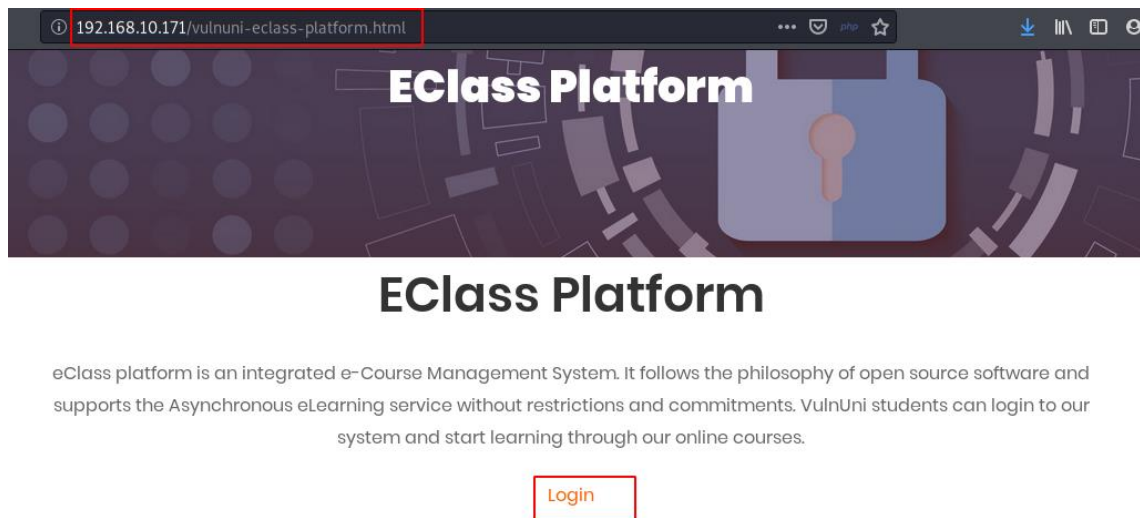 192.168.10.171/vulnuni-eclass-platform.html
php
EClass Platform
EClass Platform
eClass platform is an integrated e-Course Management System. It follows the philosophy of open source software and
supports the Asynchronous eLearning service without restrictions and commitments. VulnUni students can login to our
system and start learning through our online courses.
Login